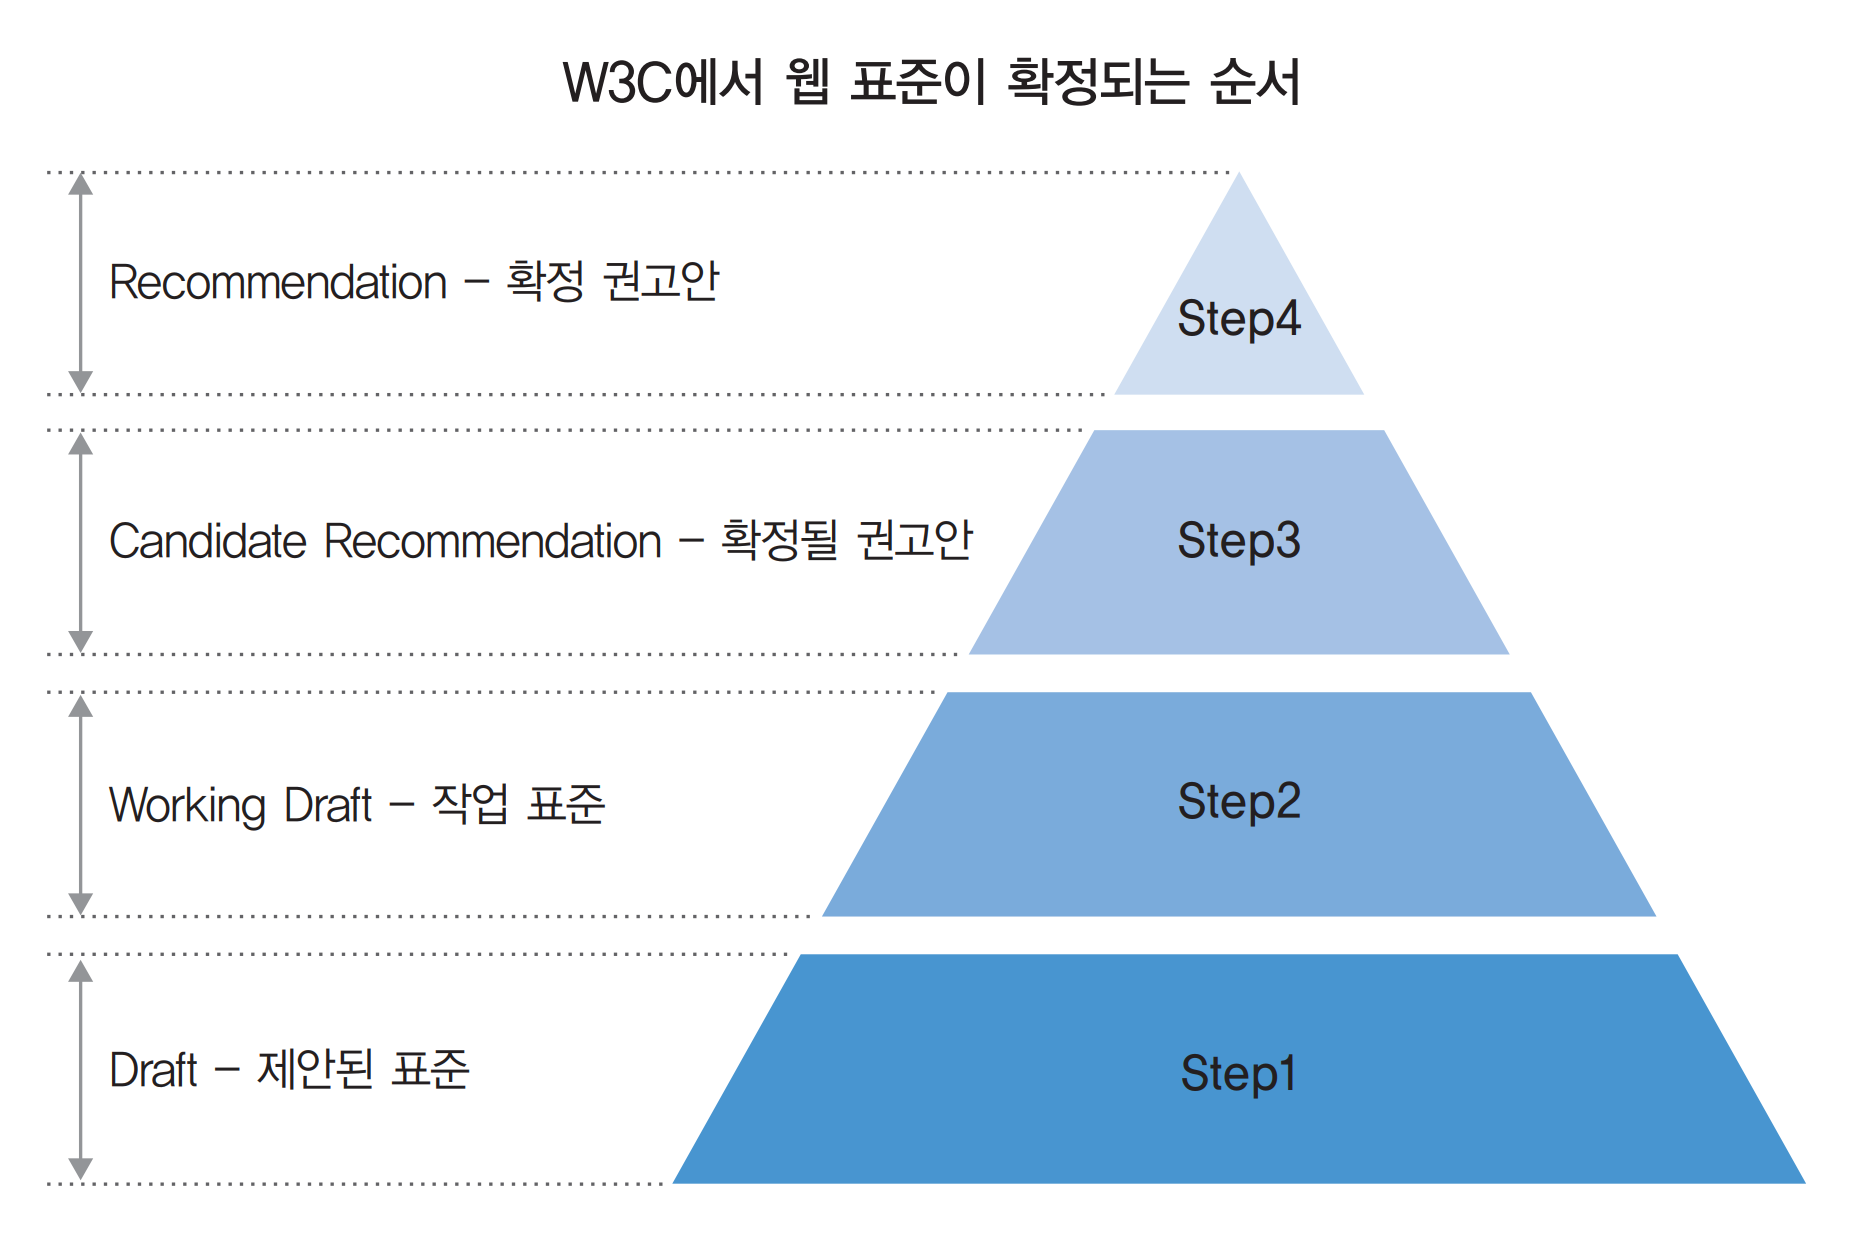 W3C에서 웹 표준이 확정되는 순서
Recommendation – 확정 권고안
Step4
Candidate Recommendation – 확정될 권고안
Step3
Working Draft – 작업 표준
Step2
Draft – 제안된 표준
Step1